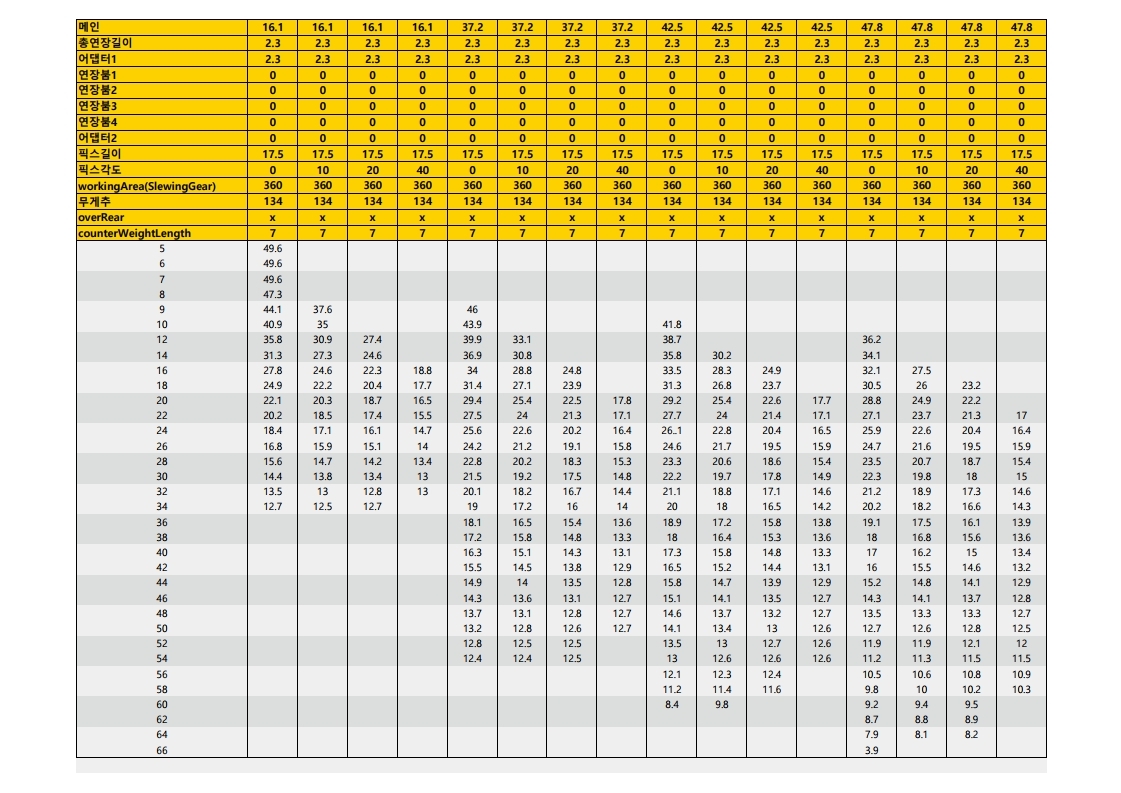 메인 16.1 16.1 16.1 16.1 37.2 37.2 37.2 37.2 42.5 42.5 42.5 42.5 47.8 47.8 47.8 47.8
총연장길이 2.3 2.3 2.3 2.3 2.3 2.3 2.3 2.3 2.3 2.3 2.3 2.3 2.3 2.3 2.3 2.3
어댑터1 2.3 2.3 2.3 2.3 2.3 2.3 2.3 2.3 2.3 2.3 2.3 2.3 2.3 2.3 2.3 2.3
연장붐1 0 0 0 0 0 0 0 0 0 0 0 0 0 0 0 0
연장붐2 0 0 0 0 0 0 0 0 0 0 0 0 0 0 0 0
연장붐3 0 0 0 0 0 0 0 0 0 0 0 0 0 0 0 0
연장붐4 0 0 0 0 0 0 0 0 0 0 0 0 0 0 0 0
어댑터2 0 0 0 0 0 0 0 0 0 0 0 0 0 0 0 0
픽스길이 17.5 17.5 17.5 17.5 17.5 17.5 17.5 17.5 17.5 17.5 17.5 17.5 17.5 17.5 17.5 17.5
픽스각도 0 10 20 40 0 10 20 40 0 10 20 40 0 10 20 40
workingArea(SlewingGear) 360 360 360 360 360 360 360 360 360 360 360 360 360 360 360 360
무게추 134 134 134 134 134 134 134 134 134 134 134 134 134 134 134 134
overRear x x x x x x x x x x x x x x x x
counterWeightLength 7 7 7 7 7 7 7 7 7 7 7 7 7 7 7 7
5 49.6
6 49.6
7 49.6
8 47.3
9 44.1 37.6 46
10 40.9 35 43.9 41.8
12 35.8 30.9 27.4 39.9 33.1 38.7 36.2
14 31.3 27.3 24.6 36.9 30.8 35.8 30.2 34.1
16 27.8 24.6 22.3 18.8 34 28.8 24.8 33.5 28.3 24.9 32.1 27.5
18 24.9 22.2 20.4 17.7 31.4 27.1 23.9 31.3 26.8 23.7 30.5 26 23.2
20 22.1 20.3 18.7 16.5 29.4 25.4 22.5 17.8 29.2 25.4 22.6 17.7 28.8 24.9 22.2
22 20.2 18.5 17.4 15.5 27.5 24 21.3 17.1 27.7 24 21.4 17.1 27.1 23.7 21.3 17
24 18.4 17.1 16.1 14.7 25.6 22.6 20.2 16.4 26..1 22.8 20.4 16.5 25.9 22.6 20.4 16.4
26 16.8 15.9 15.1 14 24.2 21.2 19.1 15.8 24.6 21.7 19.5 15.9 24.7 21.6 19.5 15.9
28 15.6 14.7 14.2 13.4 22.8 20.2 18.3 15.3 23.3 20.6 18.6 15.4 23.5 20.7 18.7 15.4
30 14.4 13.8 13.4 13 21.5 19.2 17.5 14.8 22.2 19.7 17.8 14.9 22.3 19.8 18 15
32 13.5 13 12.8 13 20.1 18.2 16.7 14.4 21.1 18.8 17.1 14.6 21.2 18.9 17.3 14.6
34 12.7 12.5 12.7 19 17.2 16 14 20 18 16.5 14.2 20.2 18.2 16.6 14.3
36 18.1 16.5 15.4 13.6 18.9 17.2 15.8 13.8 19.1 17.5 16.1 13.9
38 17.2 15.8 14.8 13.3 18 16.4 15.3 13.6 18 16.8 15.6 13.6
40 16.3 15.1 14.3 13.1 17.3 15.8 14.8 13.3 17 16.2 15 13.4
42 15.5 14.5 13.8 12.9 16.5 15.2 14.4 13.1 16 15.5 14.6 13.2
44 14.9 14 13.5 12.8 15.8 14.7 13.9 12.9 15.2 14.8 14.1 12.9
46 14.3 13.6 13.1 12.7 15.1 14.1 13.5 12.7 14.3 14.1 13.7 12.8
48 13.7 13.1 12.8 12.7 14.6 13.7 13.2 12.7 13.5 13.3 13.3 12.7
50 13.2 12.8 12.6 12.7 14.1 13.4 13 12.6 12.7 12.6 12.8 12.5
52 12.8 12.5 12.5 13.5 13 12.7 12.6 11.9 11.9 12.1 12
54 12.4 12.4 12.5 13 12.6 12.6 12.6 11.2 11.3 11.5 11.5
56 12.1 12.3 12.4 10.5 10.6 10.8 10.9
58 11.2 11.4 11.6 9.8 10 10.2 10.3
60 8.4 9.8 9.2 9.4 9.5
62 8.7 8.8 8.9
64 7.9 8.1 8.2
66 3.9